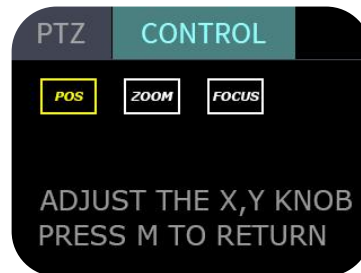 PTZ CONTROL
POS ZOOM FOCUS
ADJUST THE X,Y KNOB
PRESS M TO RETURN